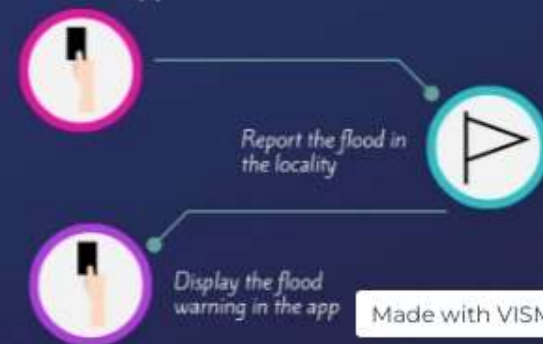 Report the flood in
the locality
Display the flood
warning in the app
Made with VISM